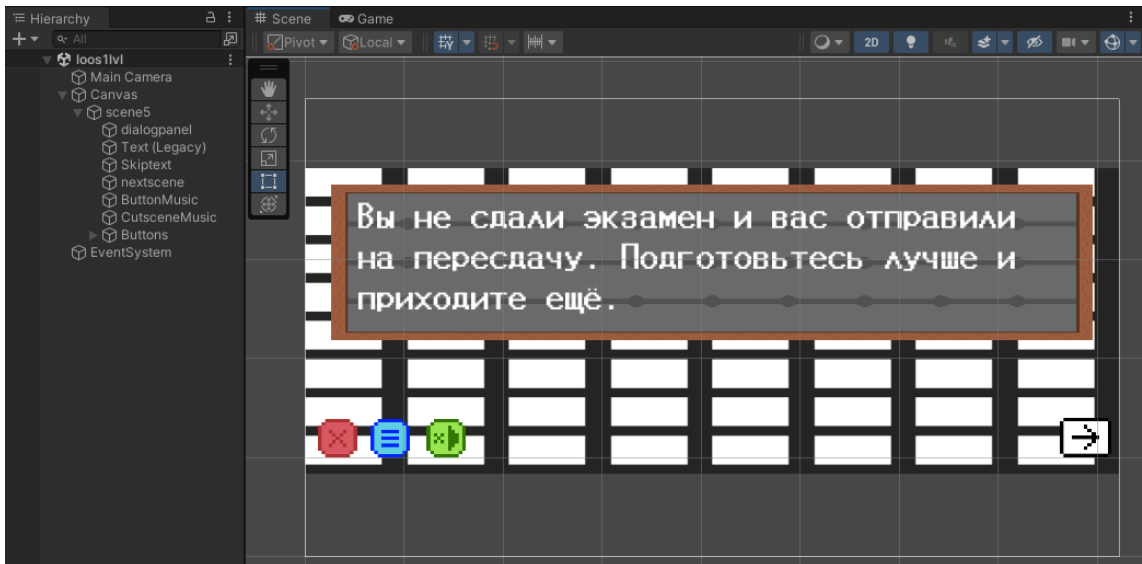 Hierarchy
All
loos1lvl
Main Camera
Canvas
scene5
dialogpanel
Text (Legacy)
Skiptext
nextscene
ButtonMusic
CutsceneMusic
Buttons
EventSystem
Scene
Game
Pivot
Local
2D
Вы не сдали экзамен и вас отправили
на пересдачу. Подготовьтесь лучше и
приходите ещё.